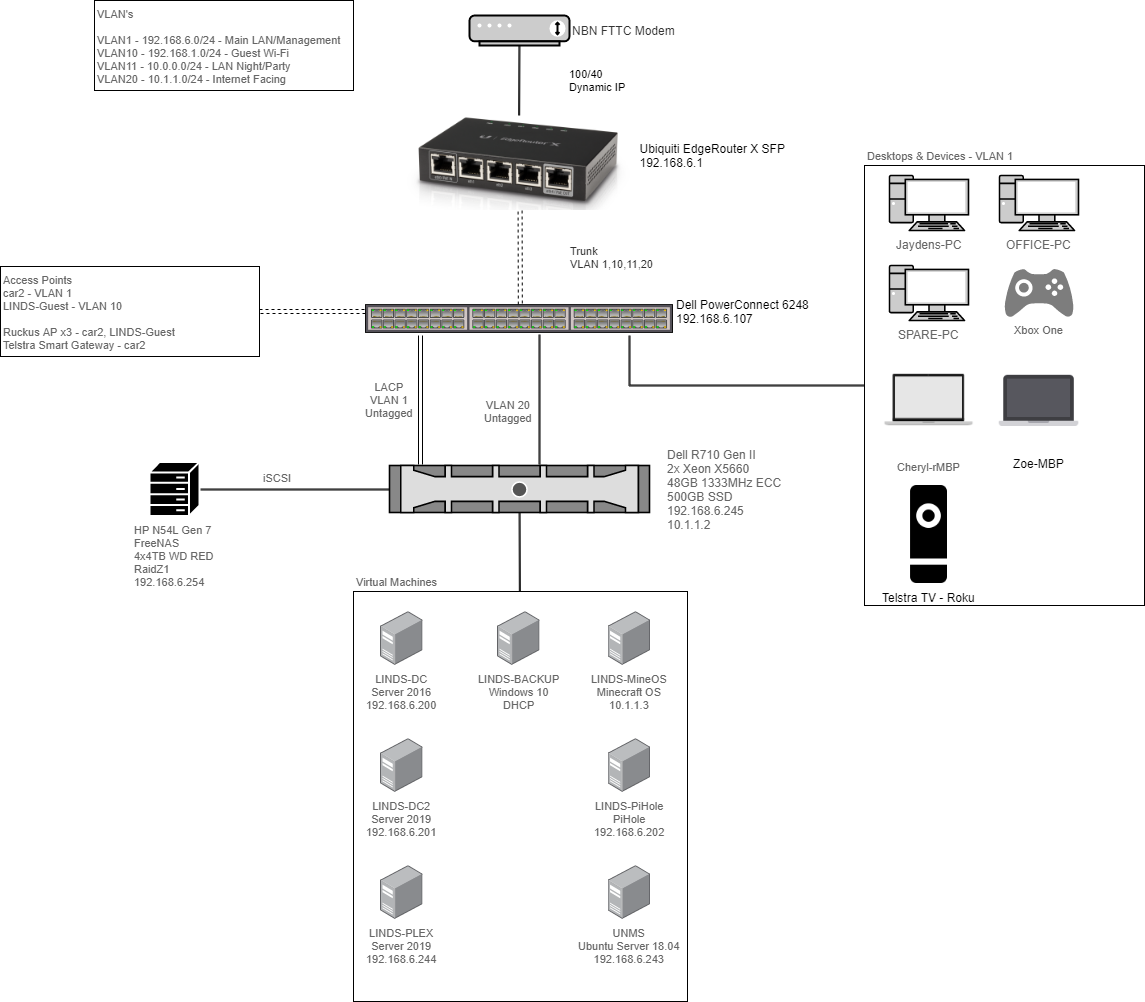 VLAN's
VLAN1 - 192.168.6.0/24 - Main LAN/Management
VLAN10 - 192.168.1.0/24 - Guest Wi-Fi
VLAN11 - 10.0.0.0/24 - LAN Night/Party
VLAN20 - 10.1.1.0/24 - Internet Facing
NBN FTTC Modem
100/40
Dynamic IP
EdgeRouter X
Ubiquiti EdgeRouter X SFP
192.168.6.1
Trunk
VLAN 1,10,11,20
Access Points
car2 - VLAN 1
LINDS-Guest - VLAN 10
Ruckus AP x3 - car2, LINDS-Guest
Telstra Smart Gateway - car2
Dell PowerConnect 6248
192.168.6.107
LACP
VLAN 1
Untagged
VLAN 20
Untagged
Desktops & Devices - VLAN 1
Jaydens-PC
OFFICE-PC
SPARE-PC
Xbox One
Cheryl-rMBP
Zoe-MBP
Telstra TV - Roku
iSCSI
HP N54L Gen 7
FreeNAS
4x4TB WD RED
RaidZ1
192.168.6.254
Dell R710 Gen II
2x Xeon X5660
48GB 1333MHz ECC
500GB SSD
192.168.6.245
10.1.1.2
Virtual Machines
LINDS-DC
Server 2016
192.168.6.200
LINDS-BACKUP
Windows 10
DHCP
LINDS-MineOS
Minecraft OS
10.1.1.3
LINDS-DC2
Server 2019
192.168.6.201
LINDS-PiHole
PiHole
192.168.6.202
LINDS-PLEX
Server 2019
192.168.6.244
UNMS
Ubuntu Server 18.04
192.168.6.243